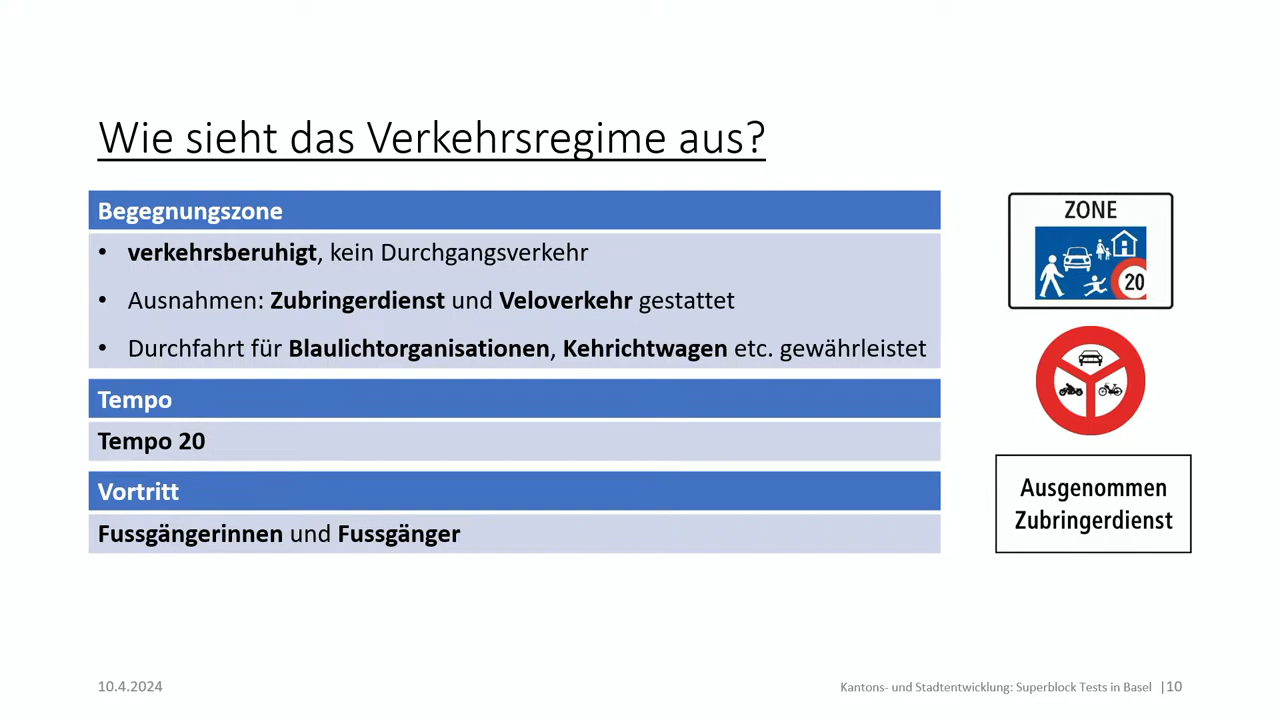 Wie sieht das Verkehrsregime aus?
Begegnungszone
• verkehrsberuhigt, kein Durchgangsverkehr
• Ausnahmen: Zubringerdienst und Veloverkehr gestattet
• Durchfahrt für Blaulichtorganisationen, Kehrichtwagen etc. gewährleistet
Tempo
Tempo 20
Vortritt
Fussgängerinnen und Fussgänger
ZONE
20
Ausgenommen
Zubringerdienst
10.4.2024
Kantons- und Stadtentwicklung: Superblock Tests in Basel |10